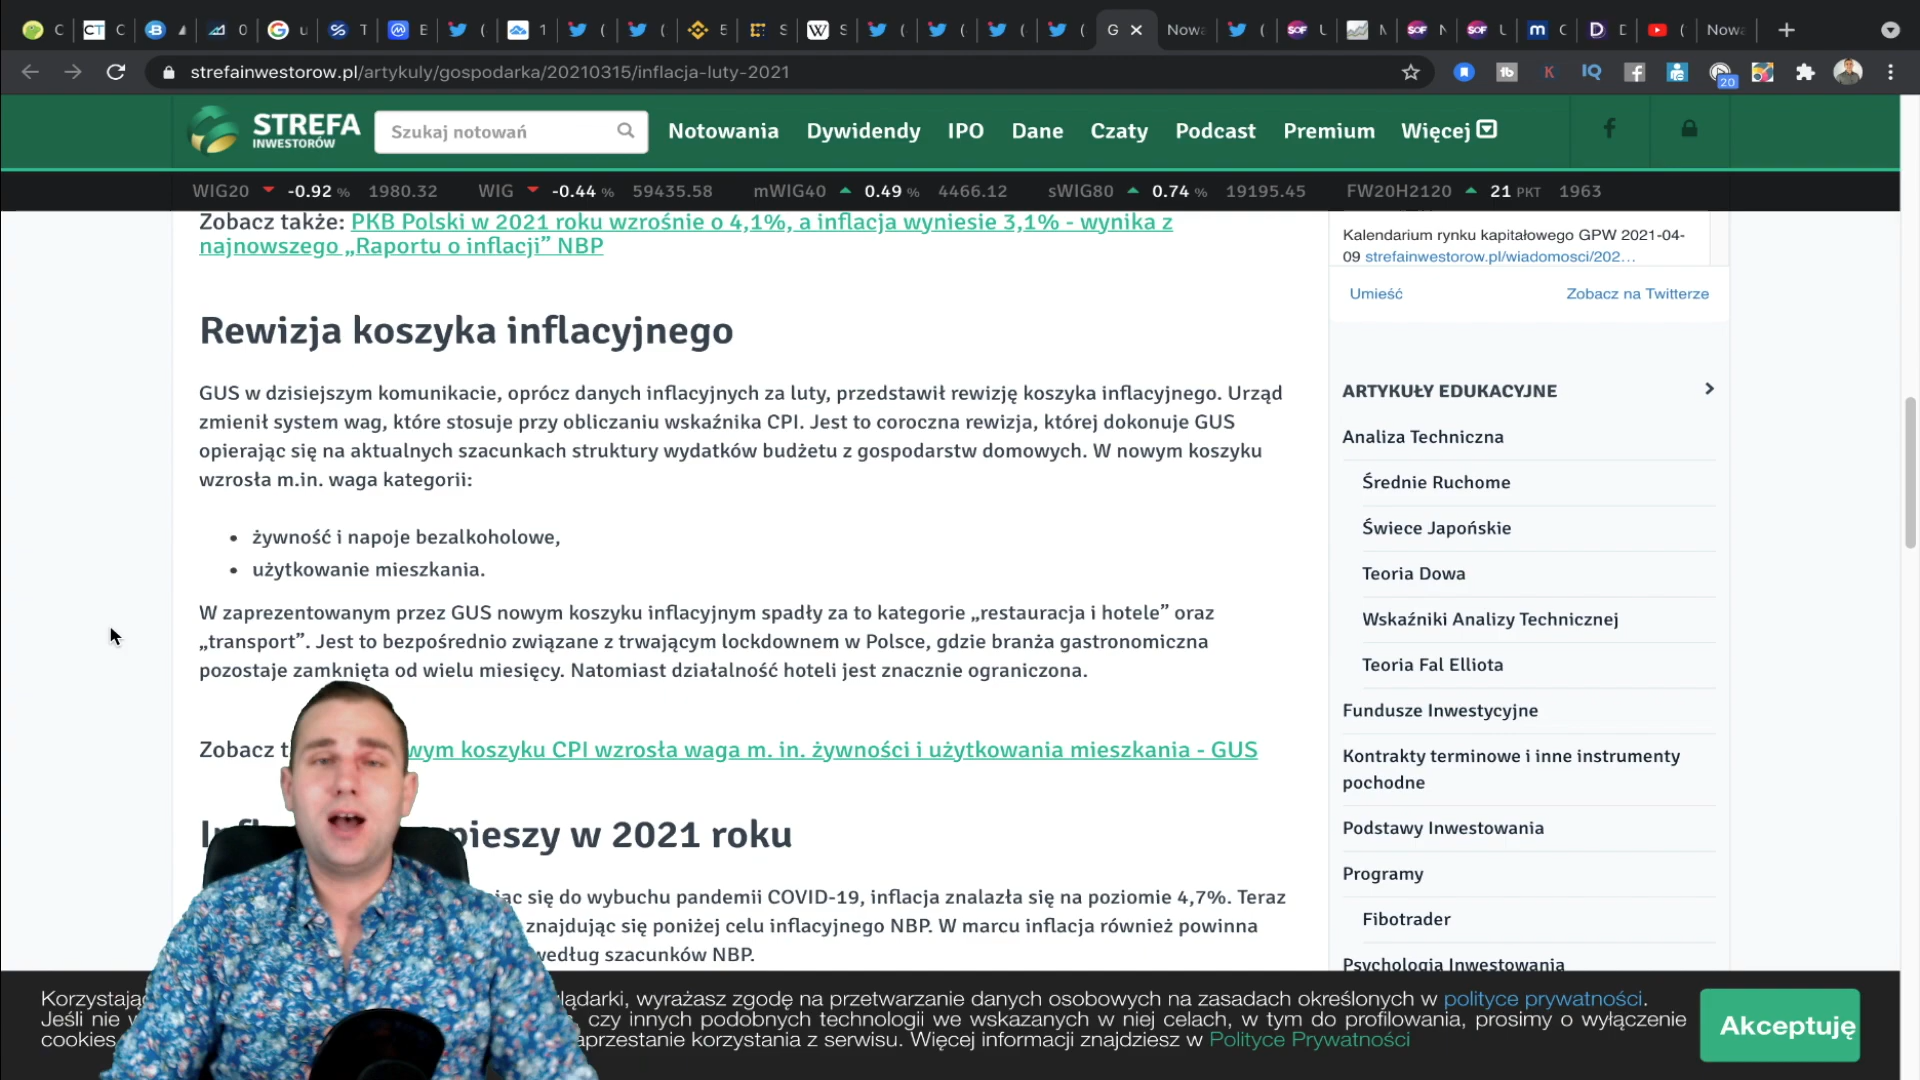 strefainwestorow.pl/artykuly/gospodarka/20210315/inflacja-luty-2021
STREFA
INWESTORÓW
Szukaj notowań
Notowania
Dywidendy
IPO
Dane
Czaty
Podcast
Premium
Więcej
WIG20 -0.92 % 1980.32
WIG -0.44 % 59435.58
mWIG40 0.49 % 4466.12
sWIG80 0.74 % 19195.45
FW20H2120 21 PKT 1963
Zobacz także: PKB Polski w 2021 roku wzrośnie o 4,1%, a inflacja wyniesie 3,1% - wynika z
najnowszego „Raportu o inflacji” NBP
Rewizja koszyka inflacyjnego
GUS w dzisiejszym komunikacie, oprócz danych inflacyjnych za luty, przedstawił rewizję koszyka inflacyjnego. Urząd
zmienił system wag, które stosuje przy obliczaniu wskaźnika CPI. Jest to coroczna rewizja, której dokonuje GUS
opierając się na aktualnych szacunkach struktury wydatków budżetu z gospodarstw domowych. W nowym koszyku
wzrosła m.in. waga kategorii:
żywność i napoje bezalkoholowe,
użytkowanie mieszkania.
W zaprezentowanym przez GUS nowym koszyku inflacyjnym spadły za to kategorie „restauracja i hotele” oraz
„transport”. Jest to bezpośrednio związane z trwającym lockdownem w Polsce, gdzie branża gastronomiczna
pozostaje zamknięta od wielu miesięcy. Natomiast działalność hoteli jest znacznie ograniczona.
Zobacz koszyku CPI wzrosła waga m. in. żywności i użytkowania mieszkania - GUS
w 2021 roku
się do wybuchu pandemii COVID-19, inflacja znalazła się na poziomie 4,7%. Teraz
znajdując się poniżej celu inflacyjnego NBP. W marcu inflacja również powinna
według szacunków NBP.
Kalendarium rynku kapitałowego GPW 2021-04-
09 strefainwestorow.pl/wiadomosci/202…
Umieść
Zobacz na Twitterze
ARTYKUŁY EDUKACYJNE
Analiza Techniczna
Średnie Ruchome
Świece Japońskie
Teoria Dowa
Wskaźniki Analizy Technicznej
Teoria Fal Elliota
Fundusze Inwestycyjne
Kontrakty terminowe i inne instrumenty
pochodne
Podstawy Inwestowania
Programy
Fibotrader
Psychologia Inwestowania
wyrażasz zgodę na przetwarzanie danych osobowych na zasadach określonych w polityce prywatności.
Jeśli nie czy innych podobnych technologii we wskazanych w niej celach, w tym do profilowania, prosimy o wyłączenie
cookies korzystania z serwisu. Więcej informacji znajdziesz w Polityce Prywatności
Akceptuję